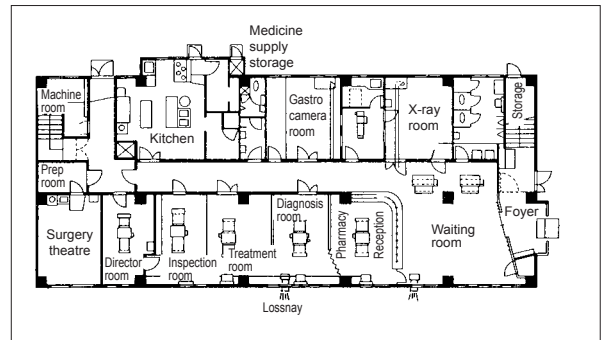 Medicine
supply
storage
Machine
room
Kitchen
Gastro
camera
room
X-ray
room
Storage
Prep
room
Surgery
theatre
Director
room
Inspection
room
Treatment
room
Diagnosis
room
Pharmacy
Reception
Waiting
room
Foyer
Lossnay